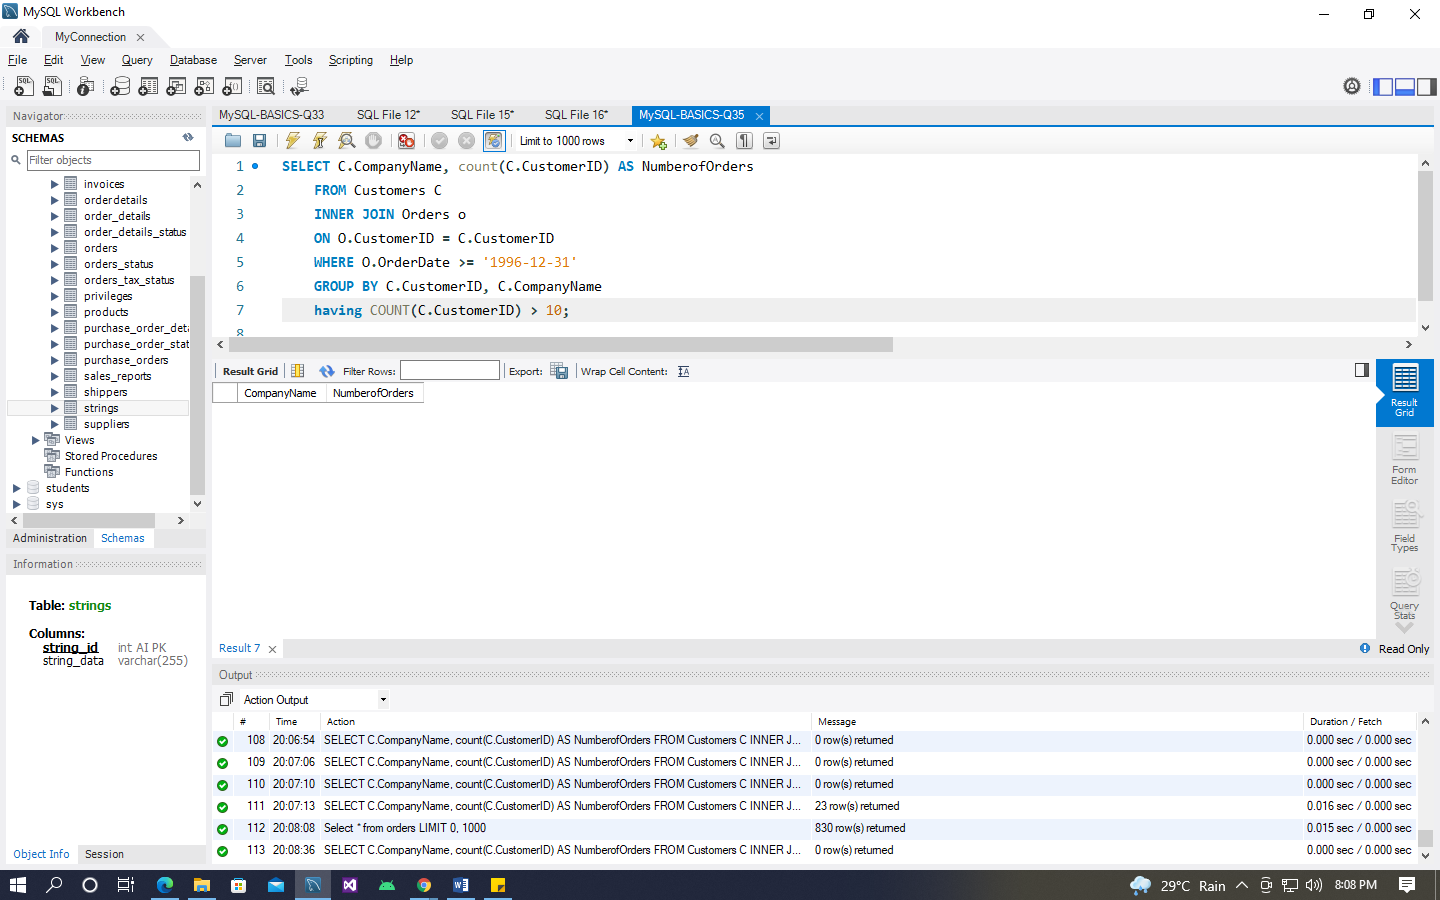 MySQL Workbench
MyConnection
File Edit View Query Database Server Tools Scripting Help
Navigator
SCHEMAS
Filter objects
invoices
orderdetails
order_details
order_details_status
orders
orders_status
orders_tax_status
privileges
products
purchase_order_deta
purchase_order_stat
purchase_orders
sales_reports
shippers
strings
suppliers
Views
Stored Procedures
Functions
students
sys
Administration Schemas
Information
Table: strings
Columns:
string_id int AI PK
string_data varchar(255)
Object Info Session
MySQL-BASICS-Q33 SQL File 12* SQL File 15* SQL File 16* MySQL-BASICS-Q35
Limit to 1000 rows
1 SELECT C.CompanyName, count(C.CustomerID) AS NumberofOrders
2 FROM Customers C
3 INNER JOIN Orders o
4 ON O.CustomerID = C.CustomerID
5 WHERE O.OrderDate >= '1996-12-31'
6 GROUP BY C.CustomerID, C.CompanyName
7 having COUNT(C.CustomerID) > 10;
8
Result Grid Filter Rows: Export: Wrap Cell Content:
CompanyName NumberofOrders
Result Grid
Form Editor
Field Types
Query Stats
Result 7
Read Only
Output
Action Output
# Time Action Message Duration / Fetch
108 20:06:54 SELECT C.CompanyName, count(C.CustomerID) AS NumberofOrders FROM Customers C INNER J... 0 row(s) returned 0.000 sec / 0.000 sec
109 20:07:06 SELECT C.CompanyName, count(C.CustomerID) AS NumberofOrders FROM Customers C INNER J... 0 row(s) returned 0.000 sec / 0.000 sec
110 20:07:10 SELECT C.CompanyName, count(C.CustomerID) AS NumberofOrders FROM Customers C INNER J... 0 row(s) returned 0.000 sec / 0.000 sec
111 20:07:13 SELECT C.CompanyName, count(C.CustomerID) AS NumberofOrders FROM Customers C INNER J... 23 row(s) returned 0.016 sec / 0.000 sec
112 20:08:08 Select * from orders LIMIT 0, 1000 830 row(s) returned 0.015 sec / 0.000 sec
113 20:08:36 SELECT C.CompanyName, count(C.CustomerID) AS NumberofOrders FROM Customers C INNER J... 0 row(s) returned 0.000 sec / 0.000 sec
29°C Rain 8:08 PM